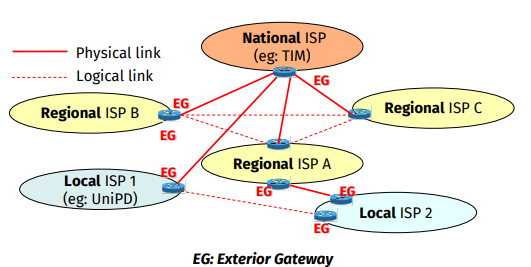 National ISP
(eg: TIM)
Physical link
Logical link
EG
EG
Regional ISP B
Regional ISP C
EG
Regional ISP A
EG
Local ISP 1
(eg: UniPD)
EG
EG
Local ISP 2
EG
EG: Exterior Gateway